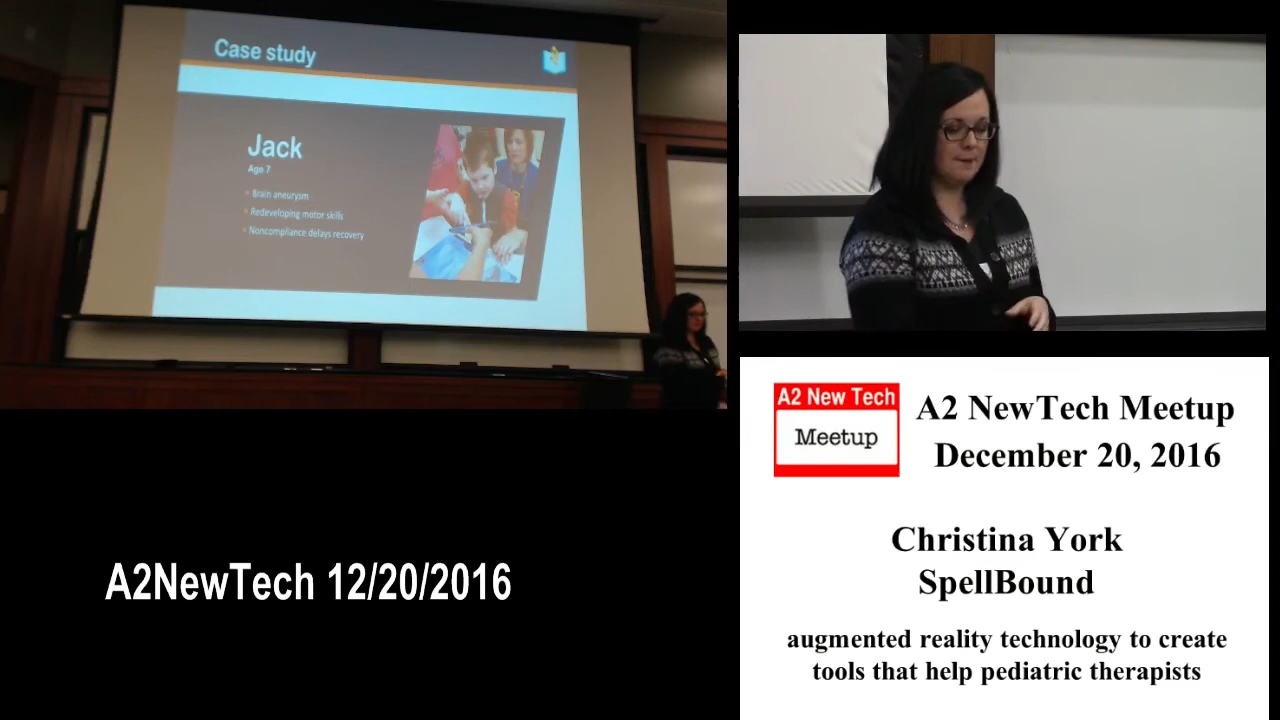 Case study
Jack
Age 7
Brain aneurysm
Redeveloping motor skills
Noncompliance delays recovery
A2 New Tech
Meetup
A2 NewTech Meetup
December 20, 2016
Christina York
SpellBound
augmented reality technology to create
tools that help pediatric therapists
A2NewTech 12/20/2016